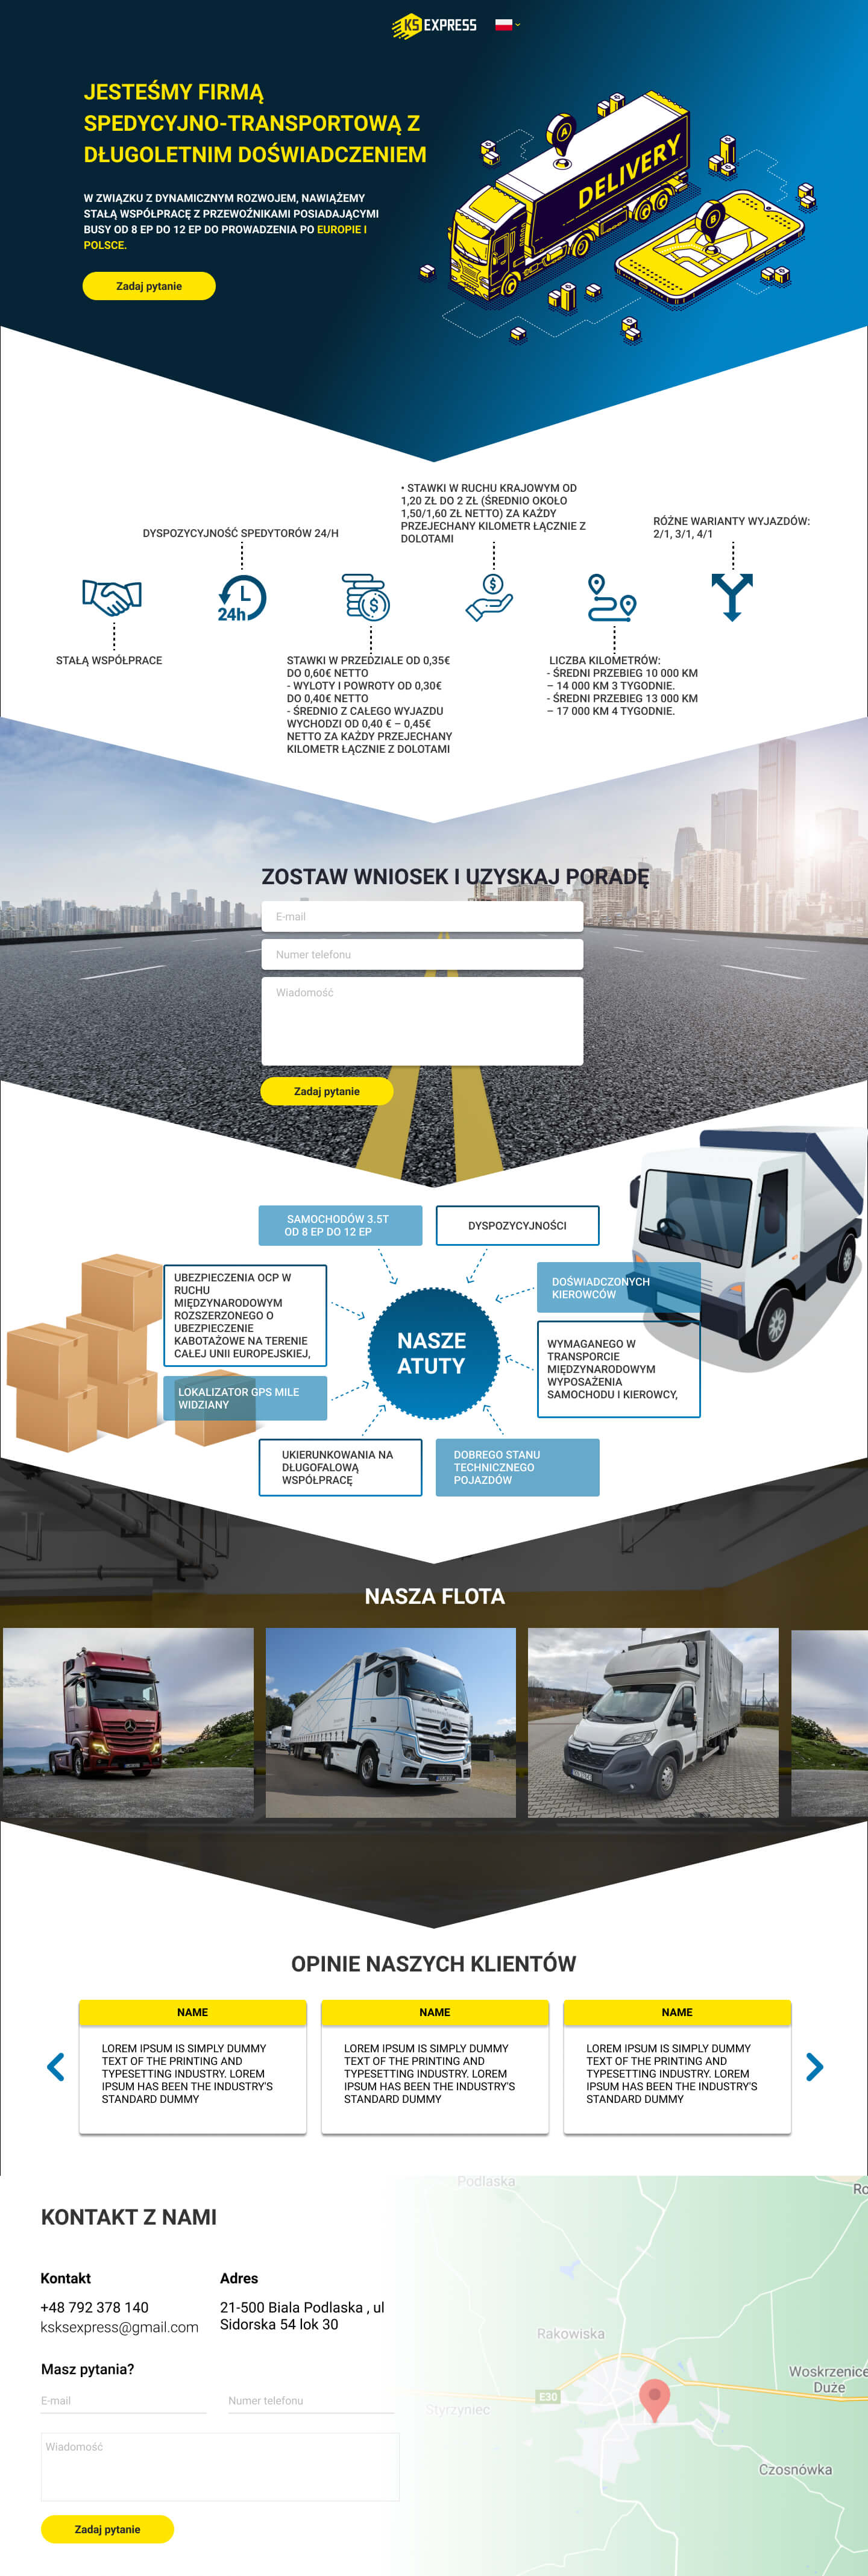 KS EXPRESS
JESTEŚMY FIRMĄ
SPEDYCYJNO-TRANSPORTOWĄ Z
DŁUGOLETNIM DOŚWIADCZENIEM
W ZWIĄZKU Z DYNAMICZNYM ROZWOJEM, NAWIĄŻEMY
STAŁĄ WSPÓŁPRACĘ Z PRZEWOŹNIKAMI POSIADAJĄCYMI
BUSY OD 8 EP DO 12 EP DO PROWADZENIA PO EUROPIE I
POLSCE.
Zadaj pytanie
A
DELIVERY
B
• STAWKI W RUCHU KRAJOWYM OD
1,20 ZŁ DO 2 ZŁ (ŚREDNIO OKOŁO
1,50/1,60 ZŁ NETTO) ZA KAŻDY
PRZEJECHANY KILOMETR ŁĄCZNIE Z
DOLOTAMI
DYSPOZYCYJNOŚĆ SPEDYTORÓW 24/H
RÓŻNE WARIANTY WYJAZDÓW:
2/1, 3/1, 4/1
24h
STAŁĄ WSPÓŁPRACE
STAWKI W PRZEDZIALE OD 0,35€
DO 0,60€ NETTO
- WYLOTY I POWROTY OD 0,30€
DO 0,40€ NETTO
- ŚREDNIO Z CAŁEGO WYJAZDU
WYCHODZI OD 0,40 € – 0,45€
NETTO ZA KAŻDY PRZEJECHANY
KILOMETR ŁĄCZNIE Z DOLOTAMI
LICZBA KILOMETRÓW:
- ŚREDNI PRZEBIEG 10 000 KM
– 14 000 KM 3 TYGODNIE.
- ŚREDNI PRZEBIEG 13 000 KM
– 17 000 KM 4 TYGODNIE.
ZOSTAW WNIOSEK I UZYSKAJ PORADĘ
E-mail
Numer telefonu
Wiadomość
Zadaj pytanie
SAMOCHODÓW 3.5T
OD 8 EP DO 12 EP
DYSPOZYCYJNOŚCI
UBEZPIECZENIA OCP W
RUCHU
MIĘDZYNARODOWYM
ROZSZERZONEGO O
UBEZPIECZENIE
KABOTAŻOWE NA TERENIE
CAŁEJ UNII EUROPEJSKIEJ,
DOŚWIADCZONYCH
KIEROWCÓW
NASZE
ATUTY
WYMAGANEGO W
TRANSPORCIE
MIĘDZYNARODOWYM
WYPOSAŻENIA
SAMOCHODU I KIEROWCY,
LOKALIZATOR GPS MILE
WIDZIANY
UKIERUNKOWANIA NA
DŁUGOFALOWĄ
WSPÓŁPRACĘ
DOBREGO STANU
TECHNICZNEGO
POJAZDÓW
NASZA FLOTA
OPINIE NASZYCH KLIENTÓW
NAME
LOREM IPSUM IS SIMPLY DUMMY
TEXT OF THE PRINTING AND
TYPESETTING INDUSTRY. LOREM
IPSUM HAS BEEN THE INDUSTRY'S
STANDARD DUMMY
NAME
LOREM IPSUM IS SIMPLY DUMMY
TEXT OF THE PRINTING AND
TYPESETTING INDUSTRY. LOREM
IPSUM HAS BEEN THE INDUSTRY'S
STANDARD DUMMY
NAME
LOREM IPSUM IS SIMPLY DUMMY
TEXT OF THE PRINTING AND
TYPESETTING INDUSTRY. LOREM
IPSUM HAS BEEN THE INDUSTRY'S
STANDARD DUMMY
KONTAKT Z NAMI
Kontakt
+48 792 378 140
ksksexpress@gmail.com
Adres
21-500 Biala Podlaska , ul
Sidorska 54 lok 30
Masz pytania?
E-mail
Numer telefonu
Wiadomość
Zadaj pytanie
Podlaska
Ro
Rakowiska
Woskrzenice
Duże
E30
Styrzyniec
Czosnówka